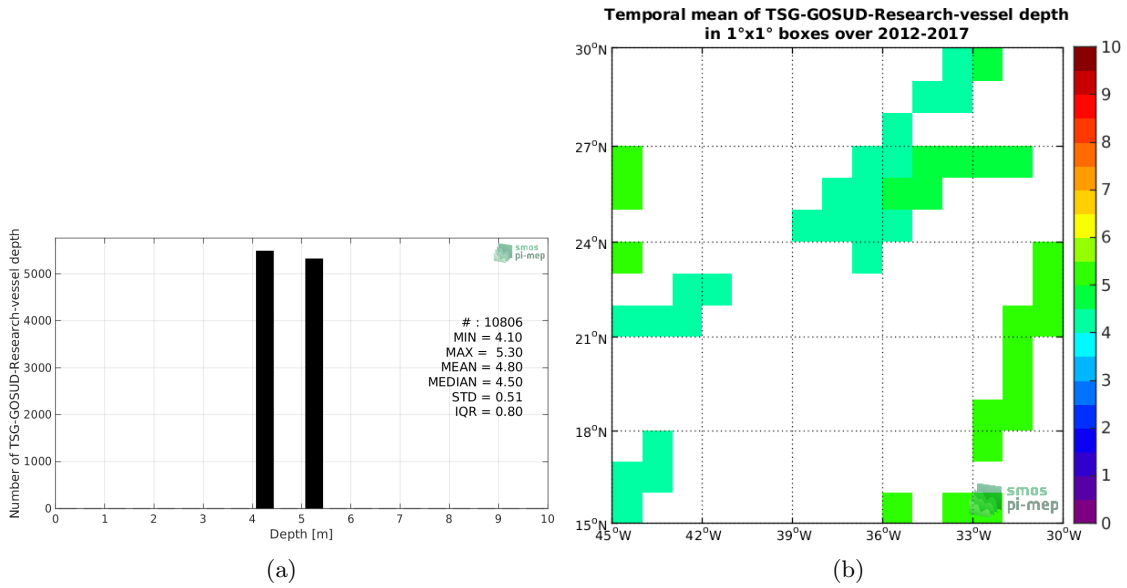 Number of TSG-GOSUD-Research-vessel depth
5000
4000
3000
2000
1000
0
0 1 2 3 4 5 6 7 8 9 10
Depth [m]
smos
pi-mep
# : 10806
MIN = 4.10
MAX = 5.30
MEAN = 4.80
MEDIAN = 4.50
STD = 0.51
IQR = 0.80
(a)
Temporal mean of TSG-GOSUD-Research-vessel depth
in 1°x1° boxes over 2012-2017
30°N
27°N
24°N
21°N
18°N
15°N
45°W 42°W 39°W 36°W 33°W 30°W
smos
pi-mep
10
9
8
7
6
5
4
3
2
1
0
(b)